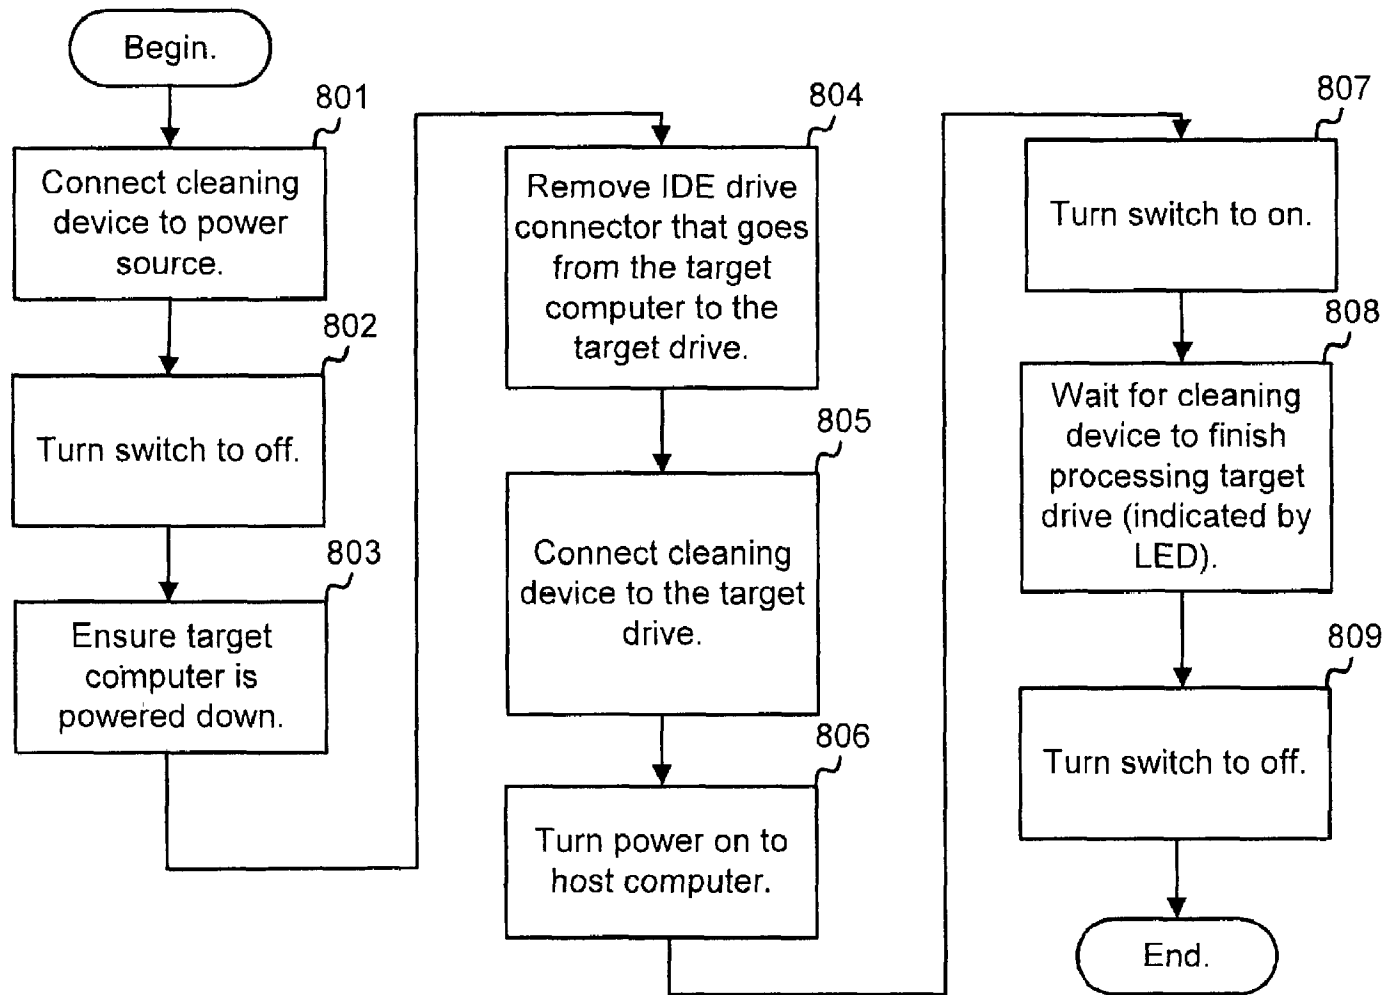 Begin.
801
Connect cleaning
device to power
source.
802
Turn switch to off.
803
Ensure target
computer is
powered down.
804
Remove IDE drive
connector that goes
from the target
computer to the
target drive.
805
Connect cleaning
device to the target
drive.
806
Turn power on to
host computer.
807
Turn switch to on.
808
Wait for cleaning
device to finish
processing target
drive (indicated by
LED).
809
Turn switch to off.
End.